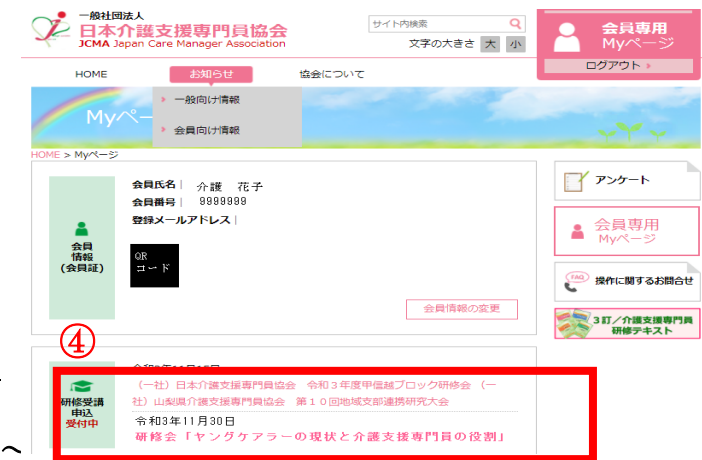 一般社団法人
日本介護支援専門員協会
JCMA Japan Care Manager Association
サイト内検索
文字の大きさ 大 小
会員専用
Myページ
ログアウト
HOME お知らせ 協会について
一般向け情報
会員向け情報
Myペー
HOME > Myページ
会員
情報
(会員証)
会員氏名| 介護 花子
会員番号| 9999999
登録メールアドレス|
QR
コード
会員情報の変更
アンケート
会員専用
Myページ
FAQ 操作に関するお問合せ
3訂/介護支援専門員
研修テキスト
④
研修受講
申込
受付中
(一社)日本介護支援専門員協会 令和3年度甲信越ブロック研修会 (一
社)山梨県介護支援専門員協会 第10回地域支部連携研究大会
令和3年11月30日
研修会「ヤングケアラーの現状と介護支援専門員の役割」
~